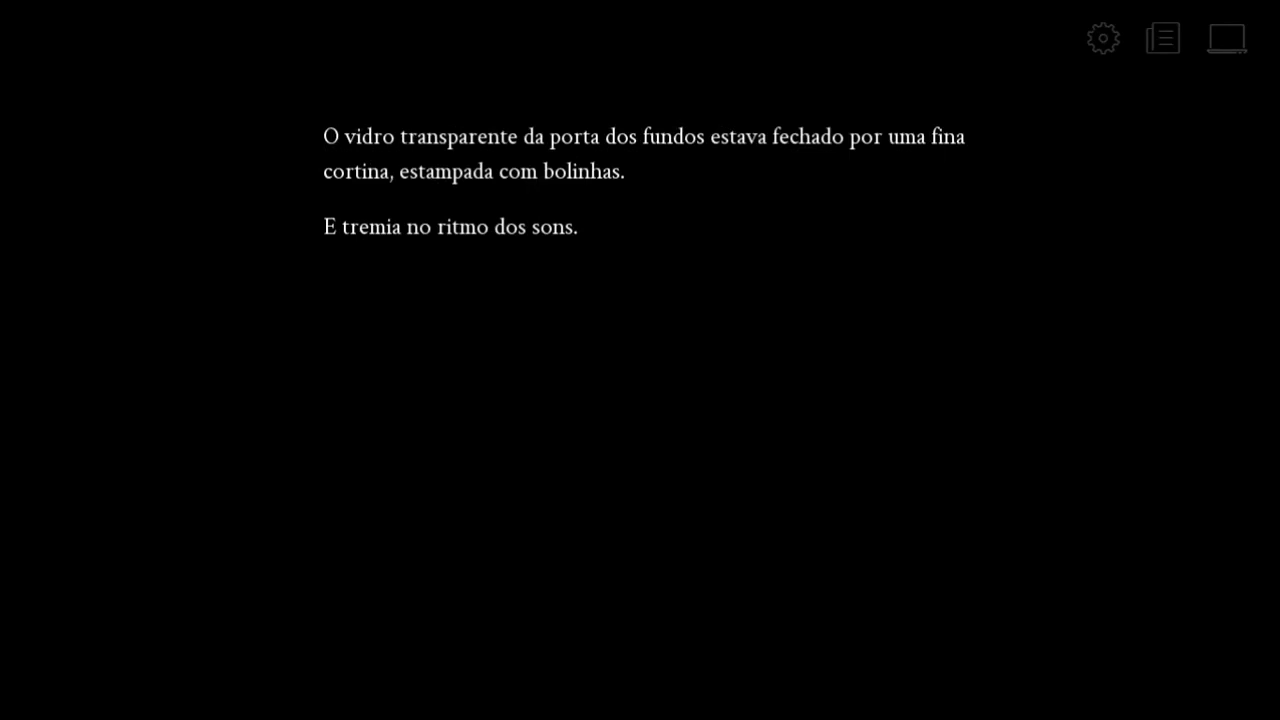 O vidro transparente da porta dos fundos estava fechado por uma fina
cortina, estampada com bolinhas.
E tremia no ritmo dos sons.